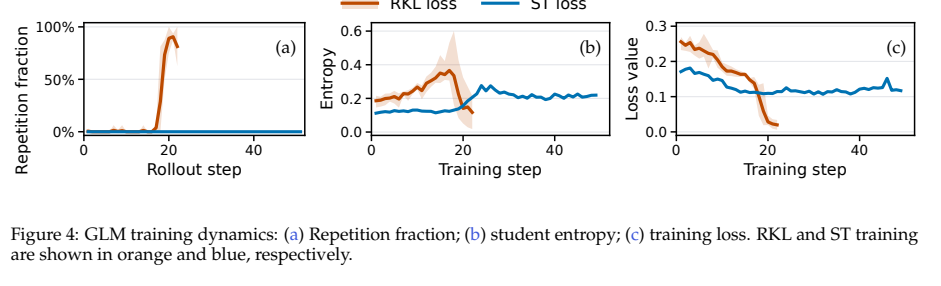 RKL loss ST loss
Repetition fraction
100%
50%
0%
0 20 40
Rollout step
(a)
Entropy
0.6
0.4
0.2
0.0
0 20 40
Training step
(b)
Loss value
0.3
0.2
0.1
0.0
0 20 40
Training step
(c)
Figure 4: GLM training dynamics: (a) Repetition fraction; (b) student entropy; (c) training loss. RKL and ST training
are shown in orange and blue, respectively.